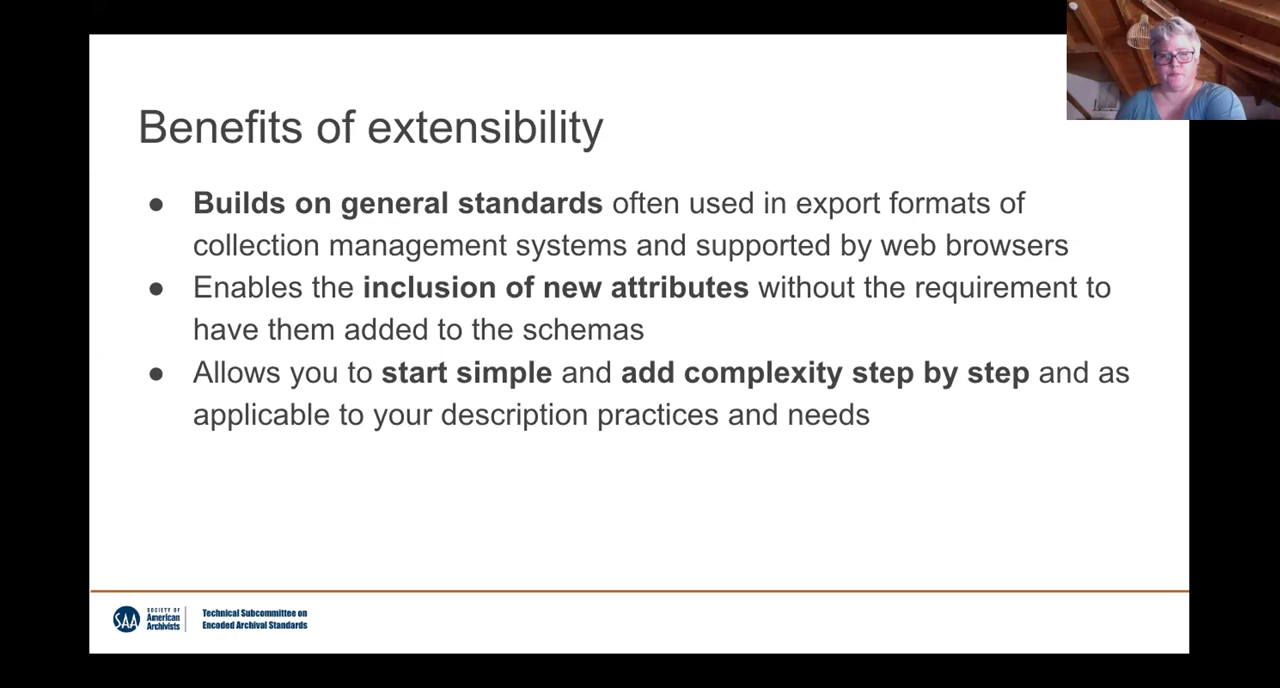 Benefits of extensibility
● Builds on general standards often used in export formats of
collection management systems and supported by web browsers
● Enables the inclusion of new attributes without the requirement to
have them added to the schemas
● Allows you to start simple and add complexity step by step and as
applicable to your description practices and needs
SAA
SOCIETY OF
American
Archivists
Technical Subcommittee on
Encoded Archival Standards